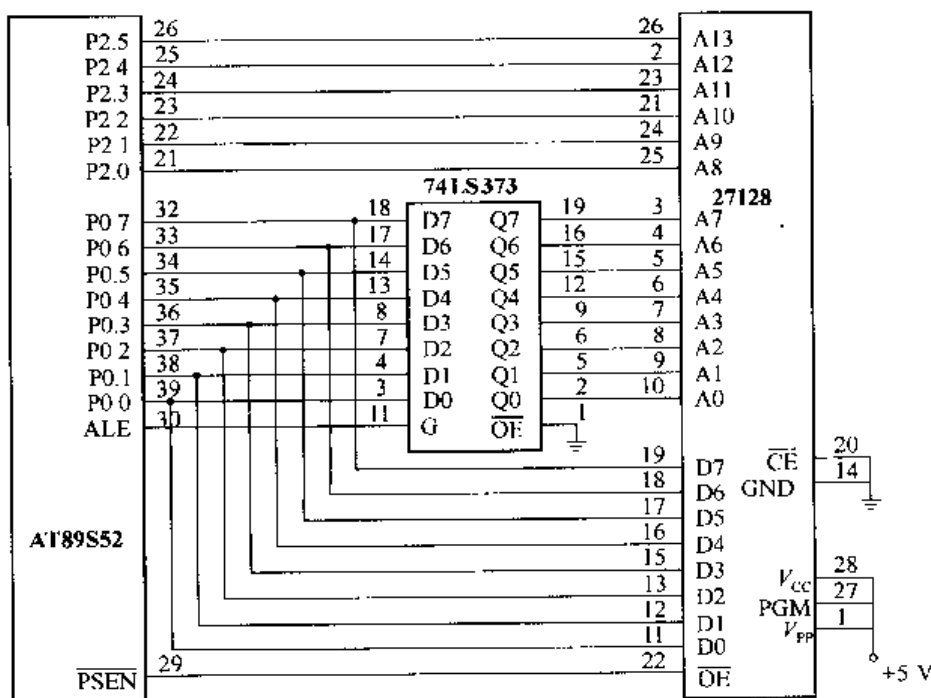 P2.5 26 26 A13
P2 4 25 2 A12
P2.3 24 23 A11
P2 2 23 21 A10
P2 1 22 24 A9
P2.0 21 25 A8
74LS373 27128
P0 7 32 18 D7 Q7 19 3 A7
P0 6 33 17 D6 Q6 16 4 A6
P0.5 34 14 D5 Q5 15 5 A5
P0 4 35 13 D4 Q4 12 6 A4
P0.3 36 8 D3 Q3 9 7 A3
P0 2 37 7 D2 Q2 6 8 A2
P0.1 38 4 D1 Q1 5 9 A1
P0 0 39 3 D0 Q0 2 10 A0
ALE 30 11 G OE 1
19 D7 CE 20
18 D6 GND 14
17 D5
AT89S52 16 D4
15 D3 VCC 28
13 D2 PGM 27
12 D1 VPP 1
11 D0
PSEN 29 22 OE +5 V